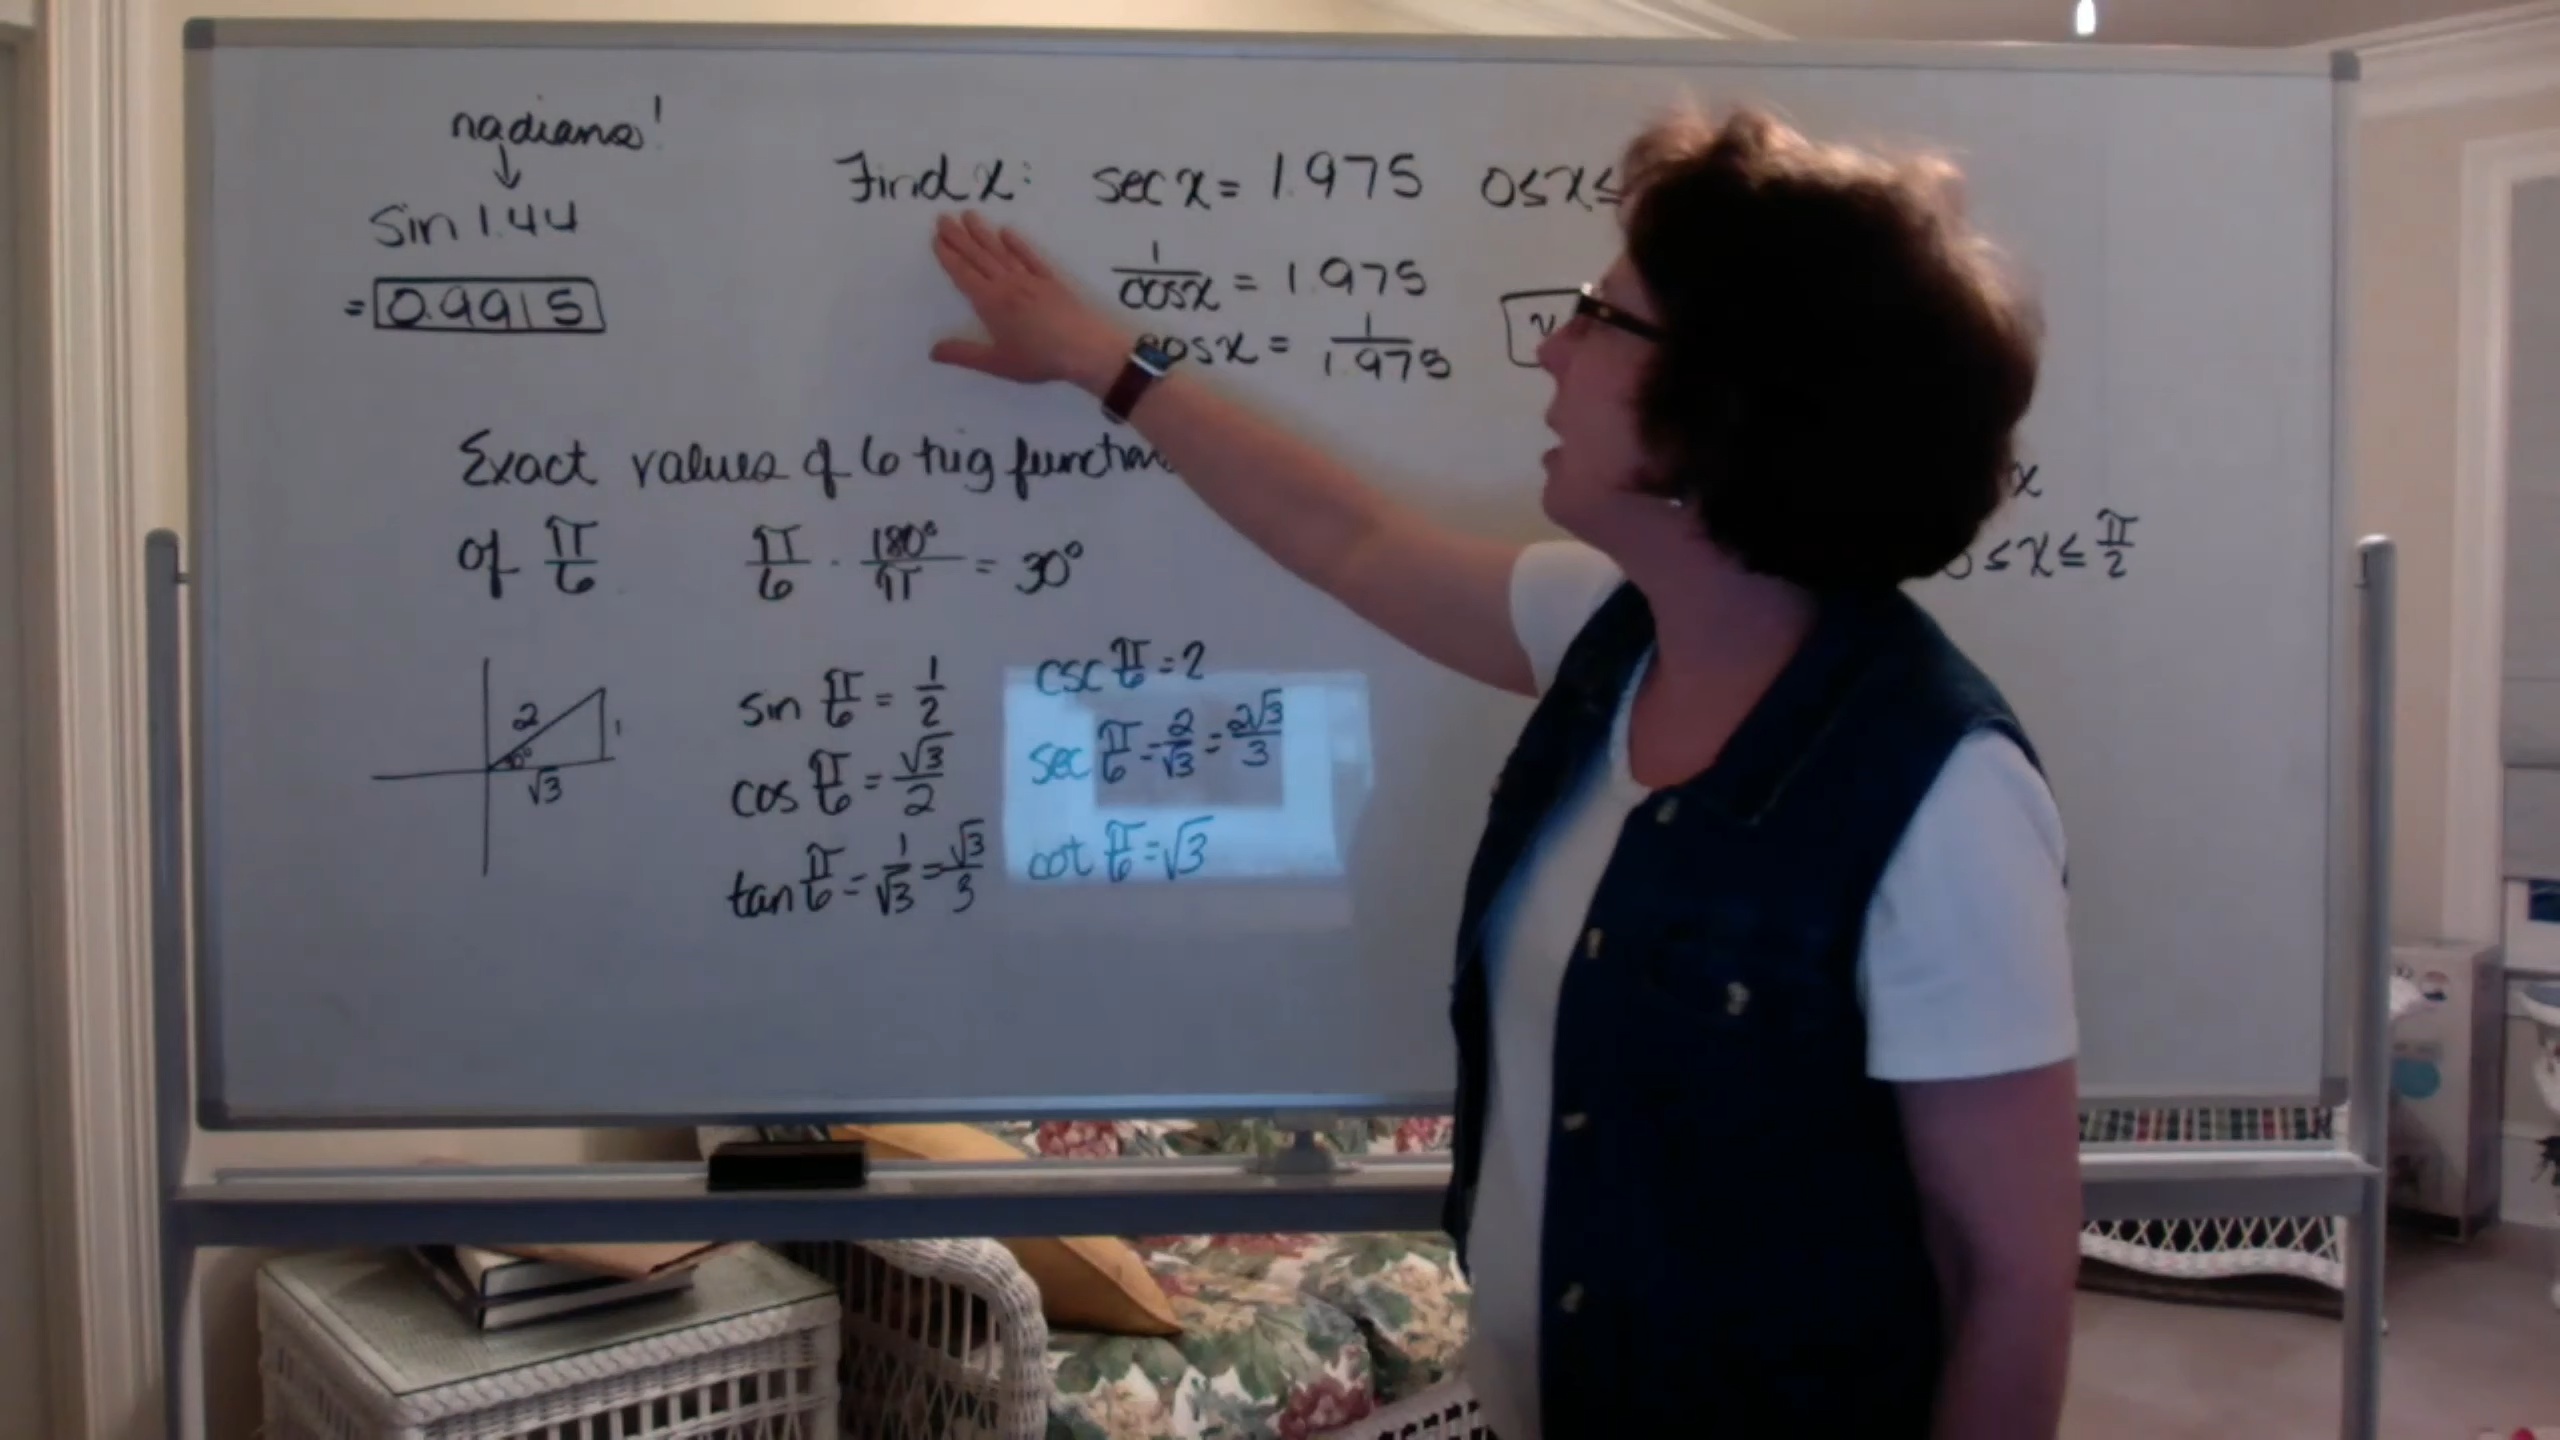 radians!
↓
sin 1.44
= 0.9915
Find x: sec x = 1.975 0≤x≤
1/cosx = 1.975
cosx = 1/1.975
x
Exact values of 6 trig function
of π/6 π/6 · 180°/π = 30°
x
0≤x≤ π/2
2
1
30°
√3
sin π/6 = 1/2
cos π/6 = √3/2
tan π/6 = 1/√3 = √3/3
csc π/6 = 2
sec π/6 = 2/√3 = 2√3/3
cot π/6 = √3